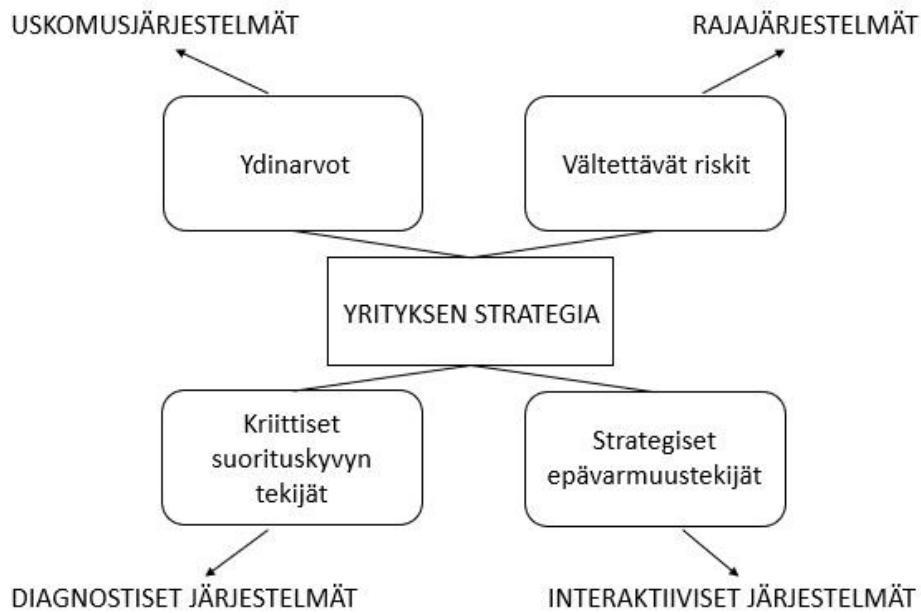 USKOMUSJÄRJESTELMÄT
RAJAJÄRJESTELMÄT
Ydinarvot
Vältettävät riskit
YRITYKSEN STRATEGIA
Kriittiset
suorituskyvyn
tekijät
Strategiset
epävarmuustekijät
DIAGNOSTISET JÄRJESTELMÄT
INTERAKTIIVISET JÄRJESTELMÄT